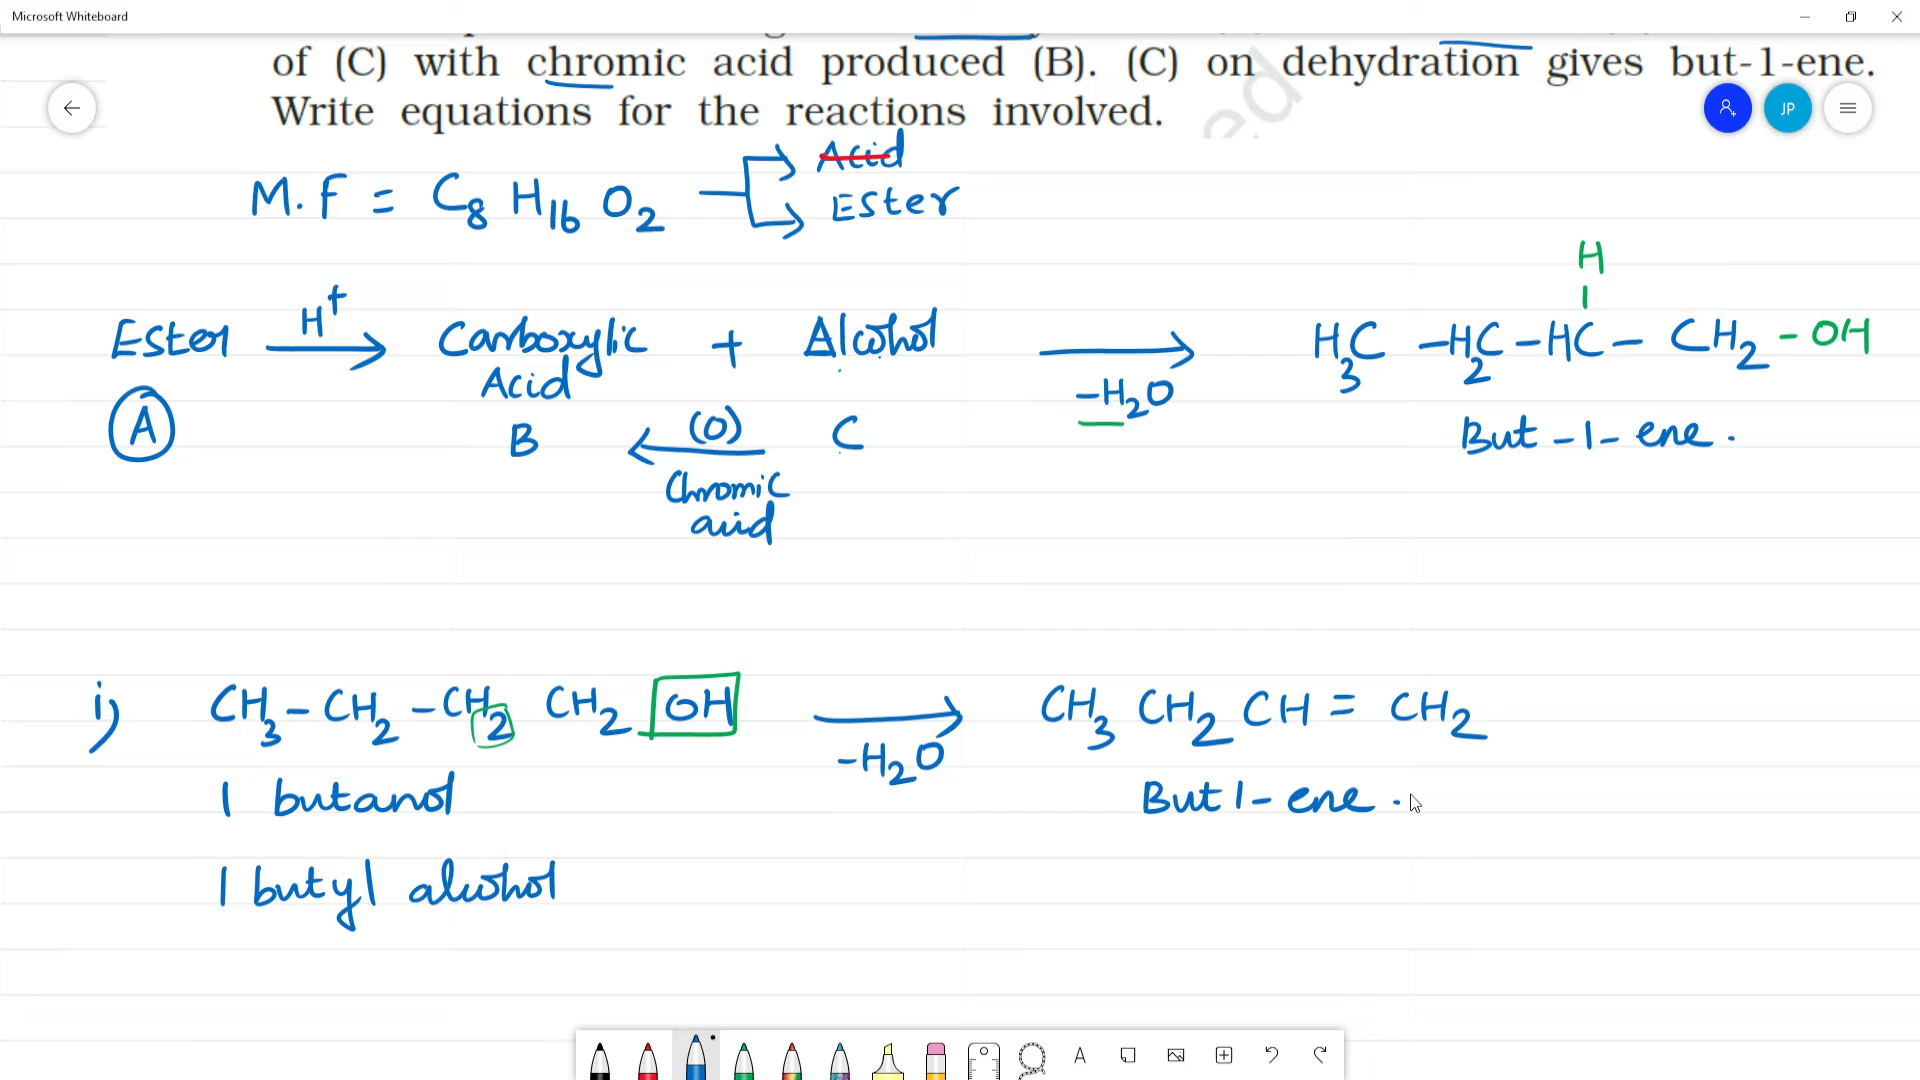 Microsoft Whiteboard
of (C) with chromic acid produced (B). (C) on dehydration gives but-1-ene.
Write equations for the reactions involved.
JP
Acid
M.F = C8 H16 O2
Ester
H
Ester H+ Carboxylic Acid + Alcohol -H2O H3C -H2C-HC- CH2 -OH
A B (O) C But -1- ene.
Chromic
acid
i) CH3-CH2-CH2 CH2 OH -H2O CH3 CH2 CH = CH2
1 butanol But 1- ene.
1 butyl alcohol
A